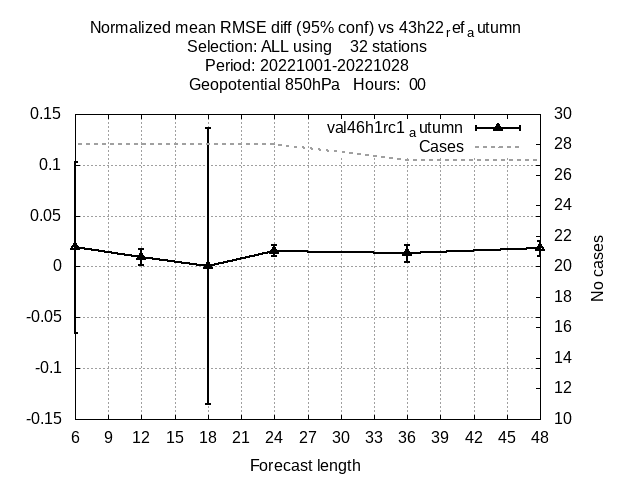 Normalized mean RMSE diff (95% conf) vs 43h22refautumn
Selection: ALL using 32 stations
Period: 20221001-20221028
Geopotential 850hPa Hours: 00
val46h1rc1autumn
Cases
0.15
0.1
0.05
0
-0.05
-0.1
-0.15
30
28
26
24
22
20
18
16
14
12
10
No cases
6 9 12 15 18 21 24 27 30 33 36 39 42 45 48
Forecast length